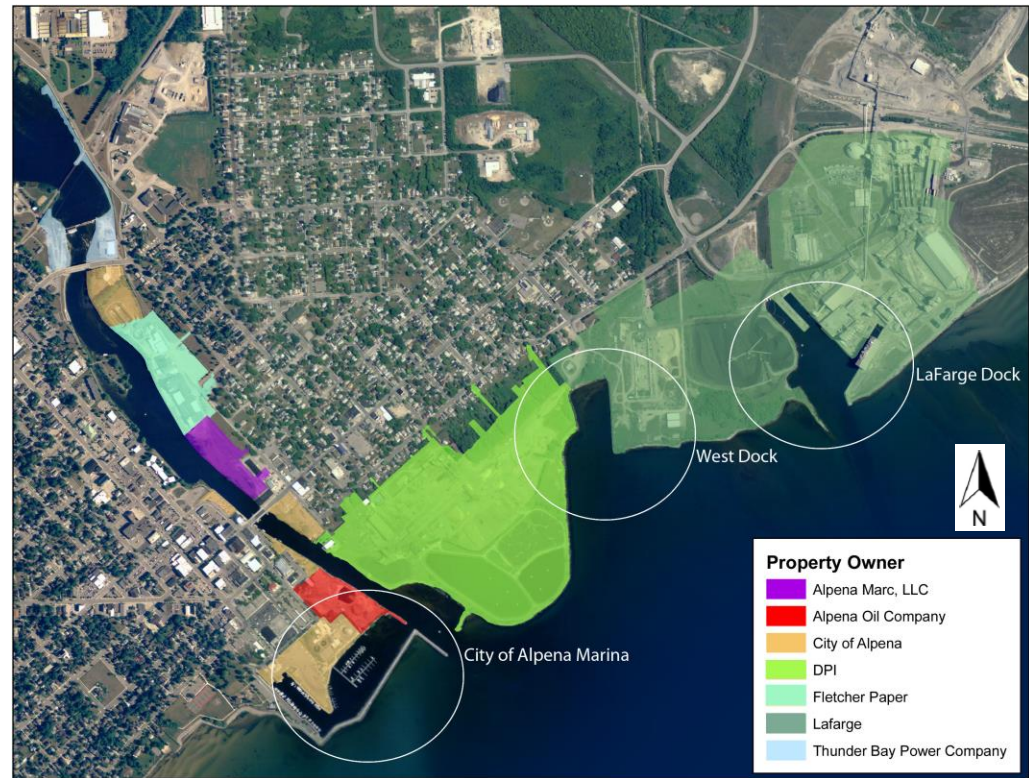 LaFarge Dock
West Dock
N
City of Alpena Marina
Property Owner
Alpena Marc, LLC
Alpena Oil Company
City of Alpena
DPI
Fletcher Paper
Lafarge
Thunder Bay Power Company